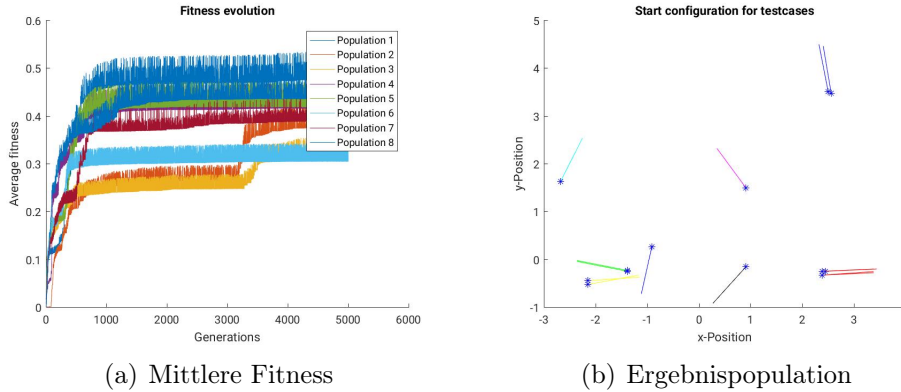 Fitness evolution
0.6
0.5
0.4
0.3
0.2
0.1
0
Average fitness
0
1000
2000
3000
4000
5000
6000
Generations
Population 1
Population 2
Population 3
Population 4
Population 5
Population 6
Population 7
Population 8
(a) Mittlere Fitness
Start configuration for testcases
5
4
3
2
1
0
-1
y-Position
-3
-2
-1
0
1
2
3
x-Position
(b) Ergebnispopulation